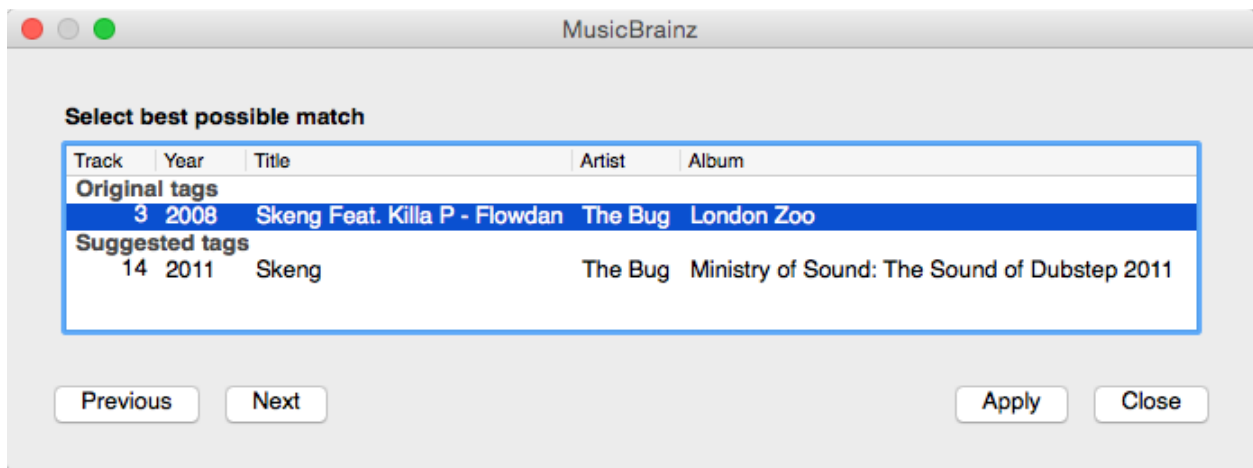 MusicBrainz
Select best possible match
Track Year Title Artist Album
Original tags
3 2008 Skeng Feat. Killa P - Flowdan The Bug London Zoo
Suggested tags
14 2011 Skeng The Bug Ministry of Sound: The Sound of Dubstep 2011
Previous Next Apply Close